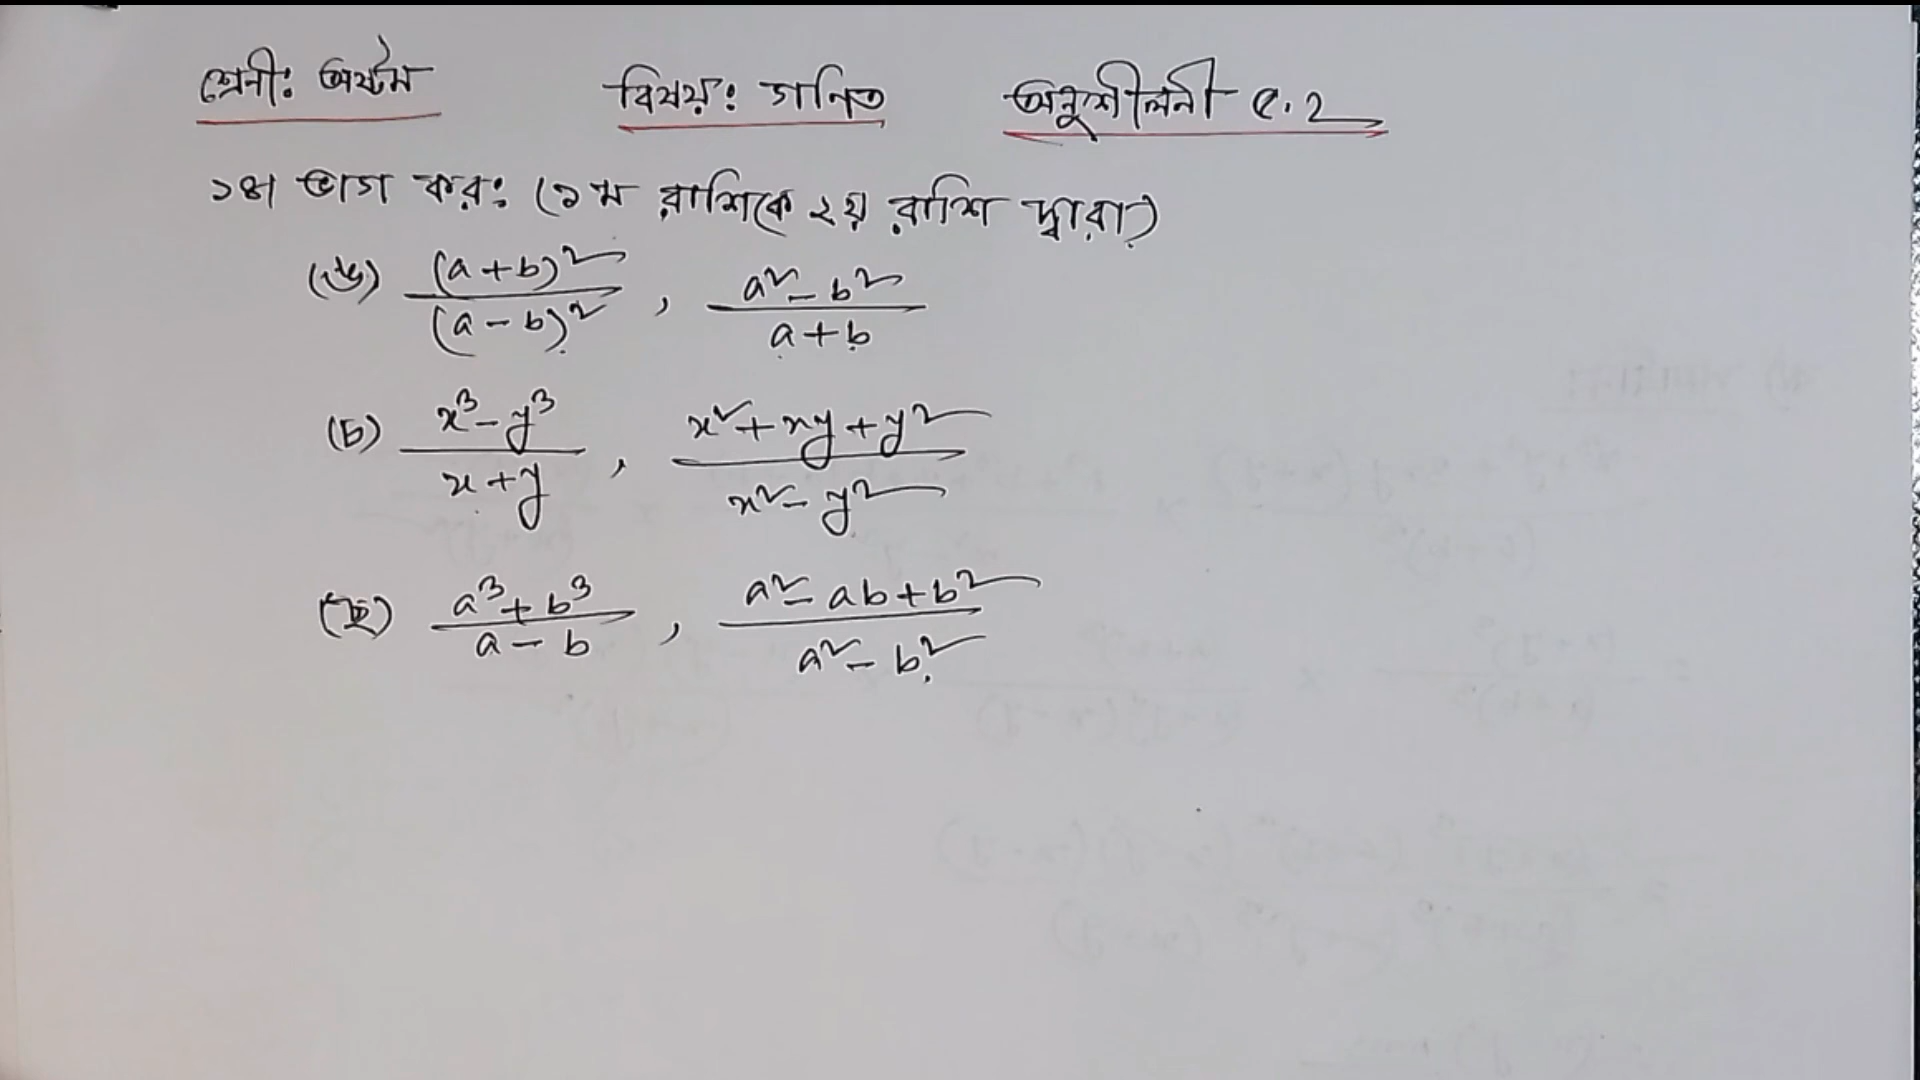 শ্রেনী: অষ্টম বিষয়: গনিত অনুশীলনী ৫.২
১৪। ভাগ কর: (১ম রাশিকে ২য় রাশি দ্বারা)
(ঙ) (a+b)²/(a-b)², a²-b²/a+b
(চ) x³-y³/x+y, x²+xy+y²/x²-y²
(ছ) a³+b³/a-b, a²-ab+b²/a²-b²